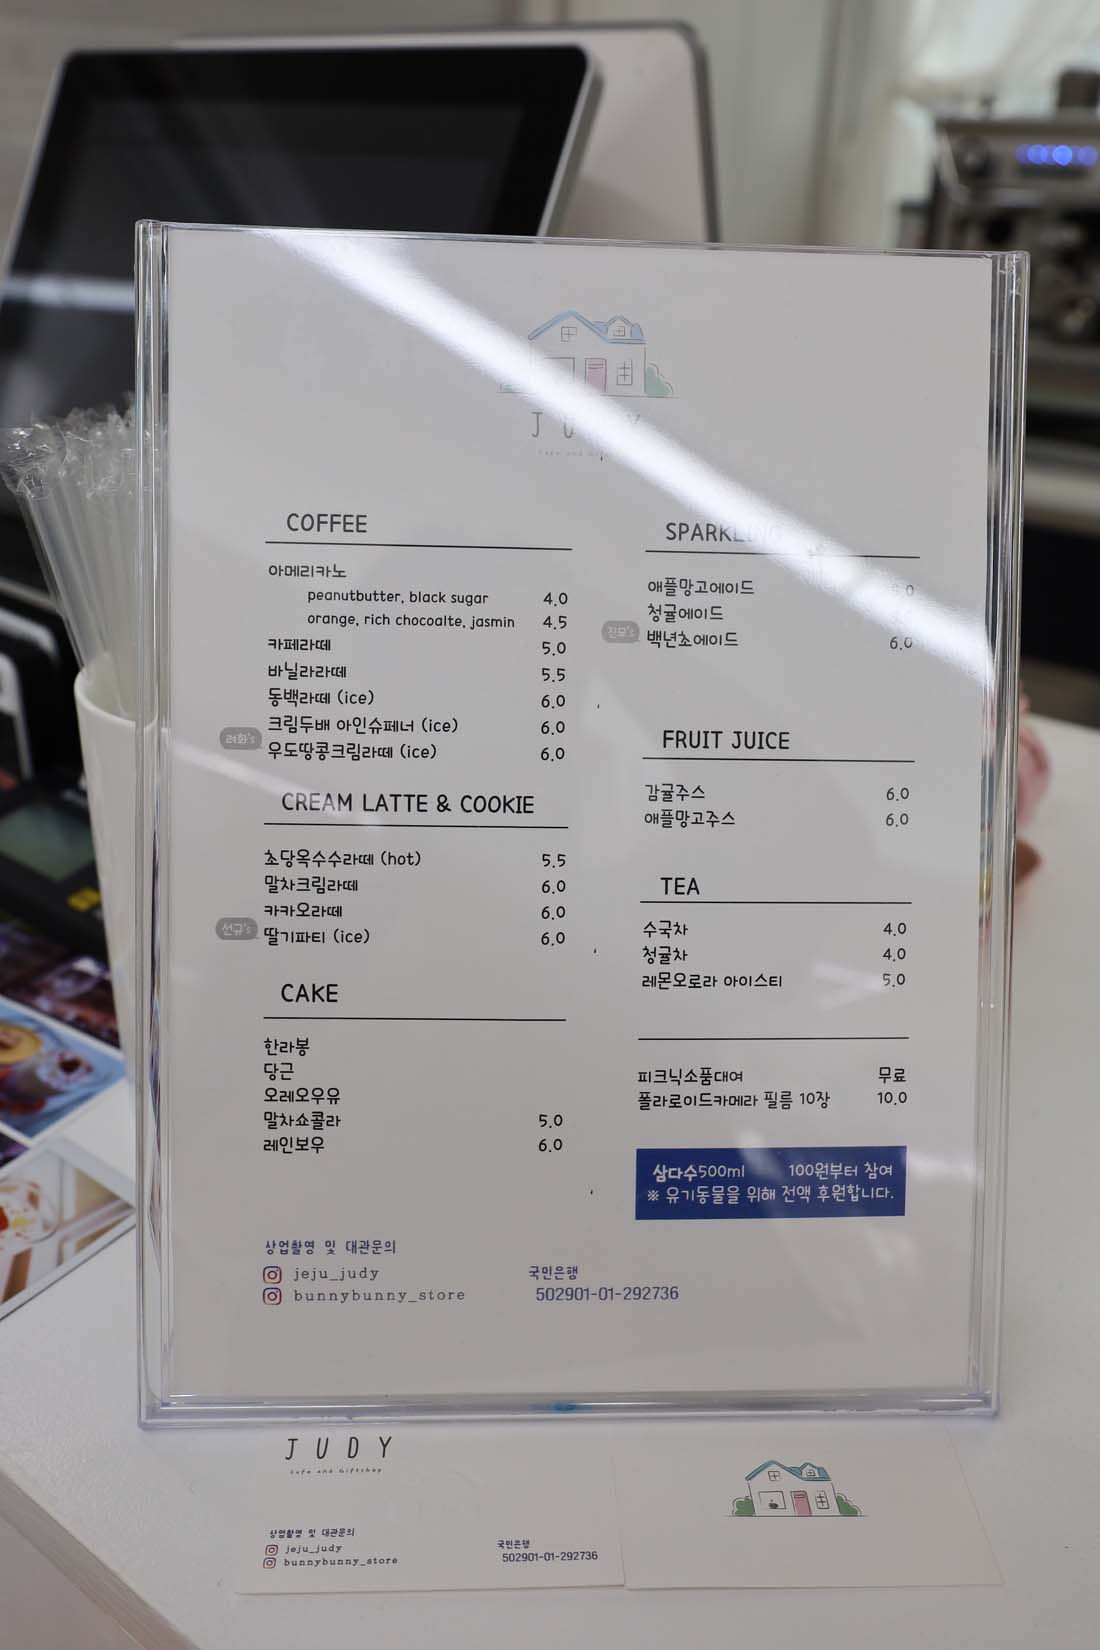 JUDY
COFFEE
아메리카노
peanutbutter, black sugar 4.0
orange, rich chocoalte, jasmin 4.5
카페라떼 5.0
바닐라라떼 5.5
동백라떼 (ice) 6.0
크림두배 아인슈페너 (ice) 6.0
려화's
우도땅콩크림라떼 (ice) 6.0
CREAM LATTE & COOKIE
초당옥수수라떼 (hot) 5.5
말차크림라떼 6.0
카카오라떼 6.0
선규's
딸기파티 (ice) 6.0
CAKE
한라봉
당근
오레오우유
말차쇼콜라 5.0
레인보우 6.0
SPARKLING
애플망고에이드
청귤에이드
진모's 백년초에이드 6.0
FRUIT JUICE
감귤주스 6.0
애플망고주스 6.0
TEA
수국차 4.0
청귤차 4.0
레몬오로라 아이스티 5.0
피크닉소품대여 무료
폴라로이드카메라 필름 10장 10.0
삼다수500ml 100원부터 참여
※ 유기동물을 위해 전액 후원합니다.
상업촬영 및 대관문의
jeju_judy
bunnybunny_store
국민은행
502901-01-292736
JUDY
Cafe and Giftshop
상업촬영 및 대관문의
jeju_judy
bunnybunny_store
국민은행
502901-01-292736